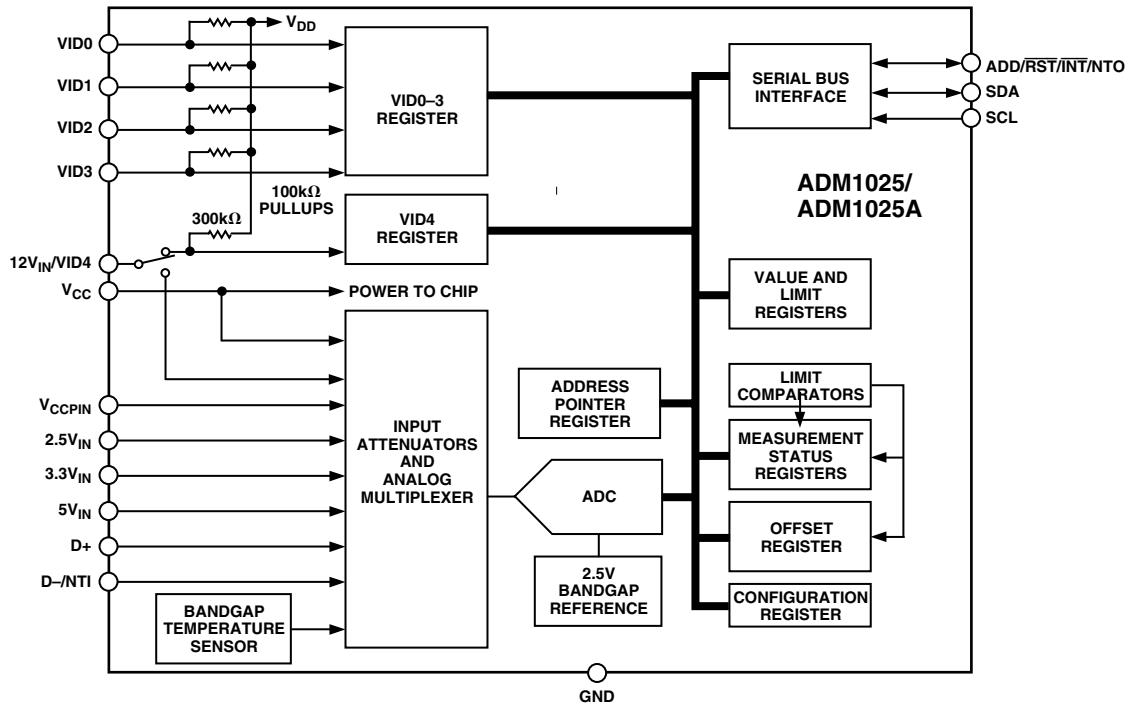 VDD
VID0
VID1
VID2
VID3
VID0–3
REGISTER
100kΩ
PULLUPS
300kΩ
VID4
REGISTER
12VIN/VID4
VCC
POWER TO CHIP
VCCPIN
2.5VIN
3.3VIN
5VIN
D+
D–/NTI
INPUT
ATTENUATORS
AND
ANALOG
MULTIPLEXER
BANDGAP
TEMPERATURE
SENSOR
ADDRESS
POINTER
REGISTER
ADC
2.5V
BANDGAP
REFERENCE
SERIAL BUS
INTERFACE
ADD/RST/INT/NTO
SDA
SCL
ADM1025/
ADM1025A
VALUE AND
LIMIT
REGISTERS
LIMIT
COMPARATORS
MEASUREMENT
STATUS
REGISTERS
OFFSET
REGISTER
CONFIGURATION
REGISTER
GND